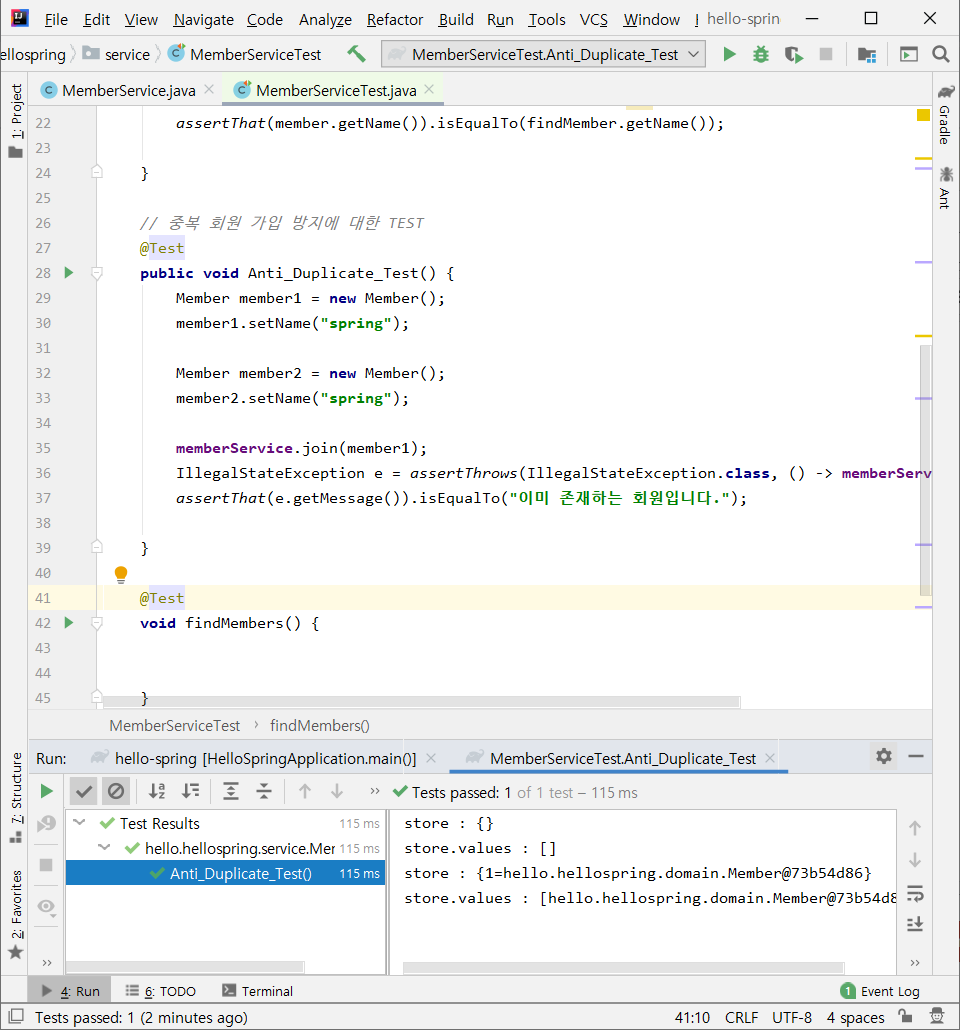 File Edit View Navigate Code Analyze Refactor Build Run Tools VCS Window hello-sprin
ellospring service MemberServiceTest MemberServiceTest.Anti_Duplicate_Test
MemberService.java MemberServiceTest.java
1: Project
Gradle
Ant
22 assertThat(member.getName()).isEqualTo(findMember.getName());
23
24 }
25
26 // 중복 회원 가입 방지에 대한 TEST
27 @Test
28 public void Anti_Duplicate_Test() {
29 Member member1 = new Member();
30 member1.setName("spring");
31
32 Member member2 = new Member();
33 member2.setName("spring");
34
35 memberService.join(member1);
36 IllegalStateException e = assertThrows(IllegalStateException.class, () -> memberServ
37 assertThat(e.getMessage()).isEqualTo("이미 존재하는 회원입니다.");
38
39 }
40
41 @Test
42 void findMembers() {
43
44
45 }
MemberServiceTest › findMembers()
Run: hello-spring [HelloSpringApplication.main()] MemberServiceTest.Anti_Duplicate_Test
7: Structure
2: Favorites
Tests passed: 1 of 1 test – 115 ms
Test Results 115 ms
hello.hellospring.service.Mer 115 ms
Anti_Duplicate_Test() 115 ms
store : {}
store.values : []
store : {1=hello.hellospring.domain.Member@73b54d86}
store.values : [hello.hellospring.domain.Member@73b54d8
4: Run 6: TODO Terminal 1 Event Log
Tests passed: 1 (2 minutes ago) 41:10 CRLF UTF-8 4 spaces